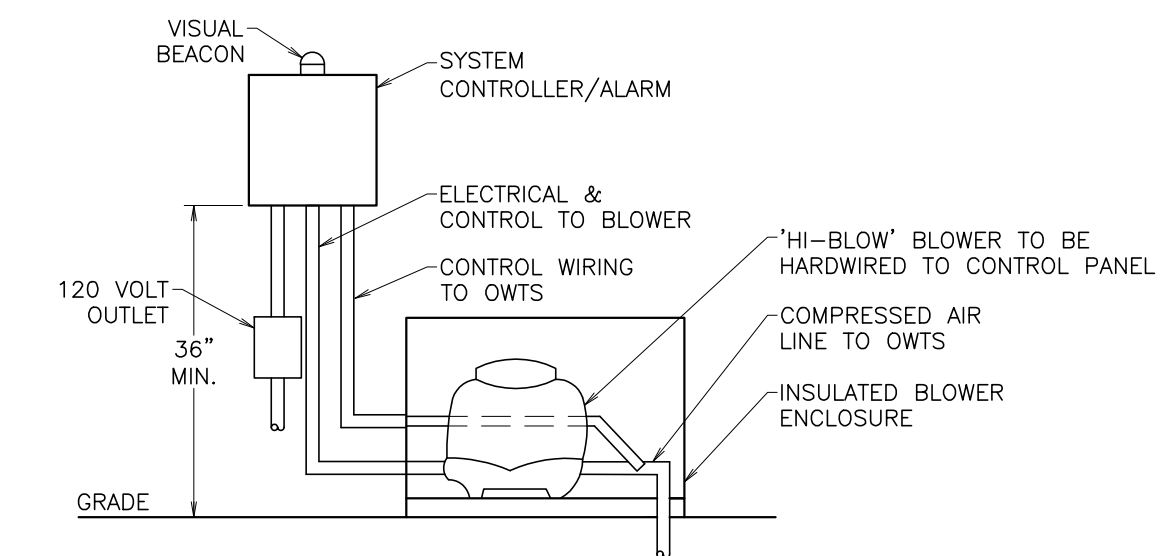 VISUAL
BEACON
SYSTEM
CONTROLLER/ALARM
ELECTRICAL &
CONTROL TO BLOWER
'HI-BLOW' BLOWER TO BE
HARDWIRED TO CONTROL PANEL
CONTROL WIRING
TO OWTS
120 VOLT
OUTLET
COMPRESSED AIR
LINE TO OWTS
36"
MIN.
INSULATED BLOWER
ENCLOSURE
GRADE